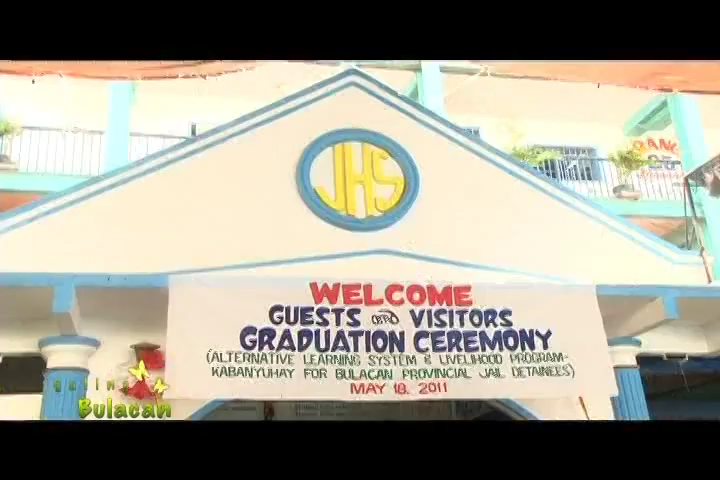 JHS
WELCOME
GUESTS and VISITORS
GRADUATION CEREMONY
(ALTERNATIVE LEARNING SYSTEM & LIVELIHOOD PROGRAM-
KABANYUHAY FOR BULACAN PROVINCIAL JAIL DETAINEES)
MAY 18, 2011
galing
Bulacan